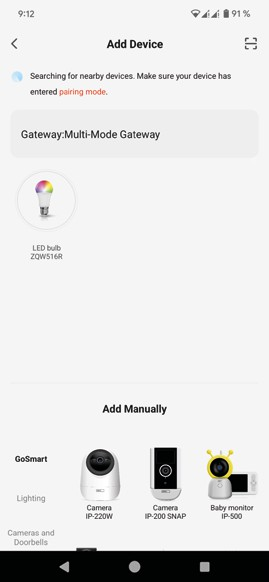 9:12
91 %
Add Device
Searching for nearby devices. Make sure your device has
entered pairing mode.
Gateway:Multi-Mode Gateway
LED bulb
ZQW516R
Add Manually
GoSmart
Lighting
Cameras and
Doorbells
Camera
IP-220W
Camera
IP-200 SNAP
Baby monitor
IP-500